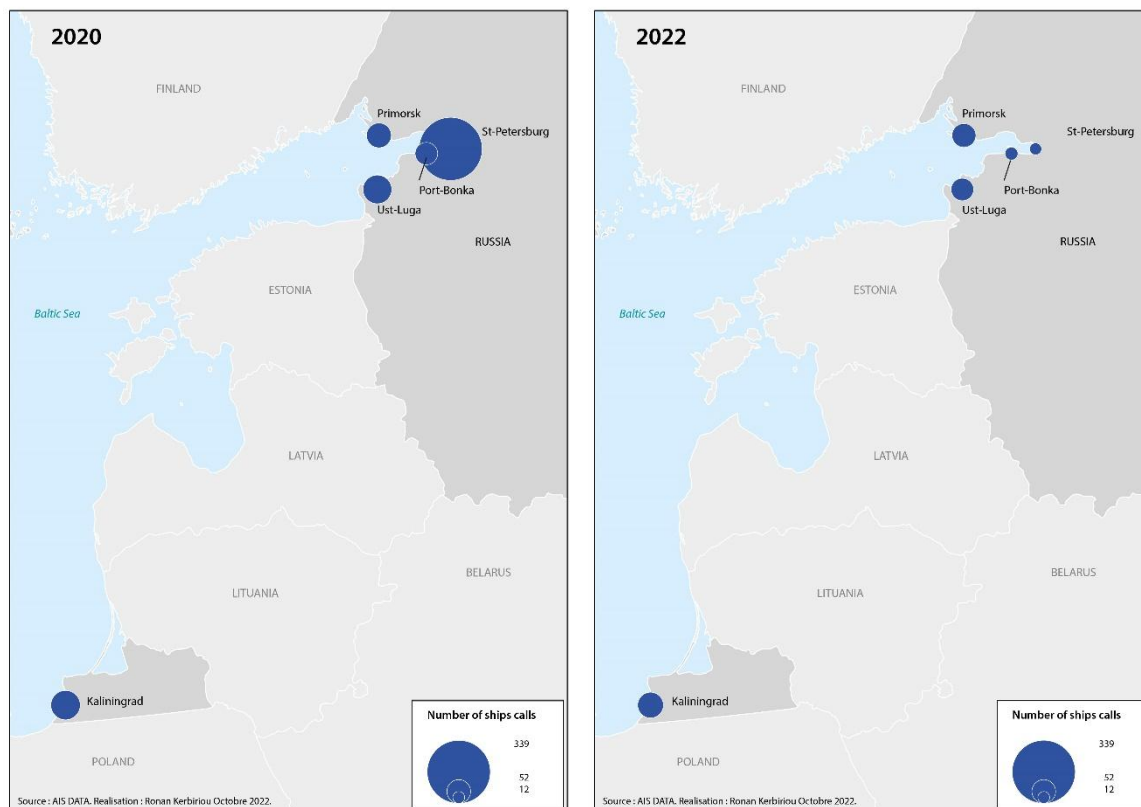 2020
FINLAND
Primorsk
St-Petersburg
Port-Bonka
Ust-Luga
RUSSIA
ESTONIA
Baltic Sea
LATVIA
BELARUS
LITUANIA
Kaliningrad
POLAND
Number of ships calls
339
52
12
Source : AIS DATA. Realisation : Ronan Kerbiriou Octobre 2022.
2022
FINLAND
Primorsk
St-Petersburg
Port-Bonka
Ust-Luga
RUSSIA
ESTONIA
Baltic Sea
LATVIA
BELARUS
LITUANIA
Kaliningrad
POLAND
Number of ships calls
339
52
12
Source : AIS DATA. Realisation : Ronan Kerbiriou Octobre 2022.